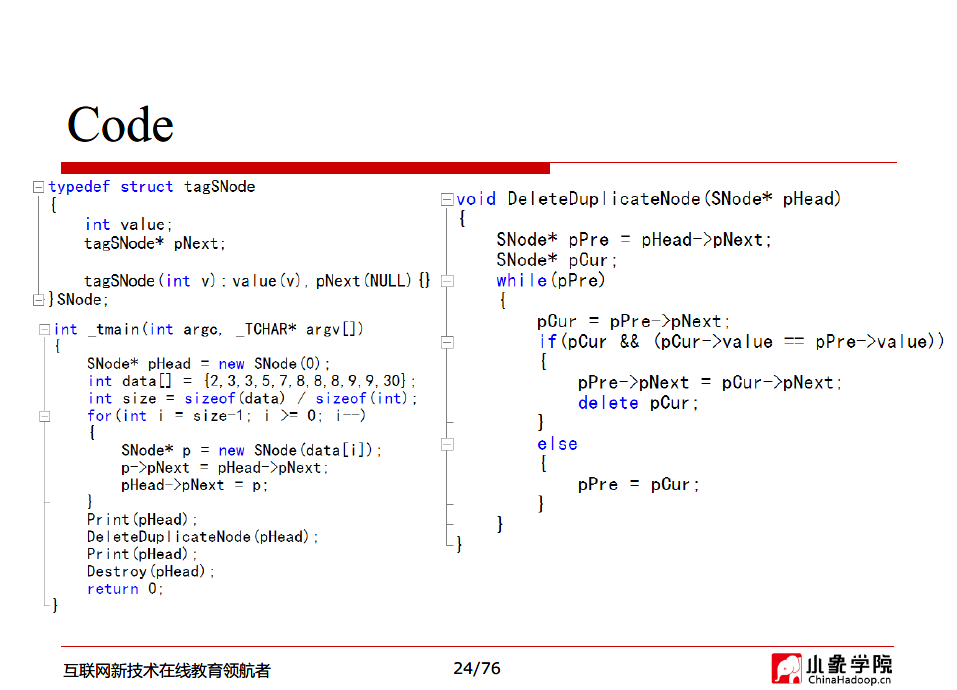 Code
typedef struct tagSNode
{
int value;
tagSNode* pNext;
tagSNode(int v):value(v),pNext(NULL){}
}SNode;
int _tmain(int argc, _TCHAR* argv[])
{
SNode* pHead = new SNode(0);
int data[] = {2,3,3,5,7,8,8,8,9,9,30};
int size = sizeof(data) / sizeof(int);
for(int i = size-1; i >= 0; i--)
{
SNode* p = new SNode(data[i]);
p->pNext = pHead->pNext;
pHead->pNext = p;
}
Print(pHead);
DeleteDuplicateNode(pHead);
Print(pHead);
Destroy(pHead);
return 0;
}
void DeleteDuplicateNode(SNode* pHead)
{
SNode* pPre = pHead->pNext;
SNode* pCur;
while(pPre)
{
pCur = pPre->pNext;
if(pCur && (pCur->value == pPre->value))
{
pPre->pNext = pCur->pNext;
delete pCur;
}
else
{
pPre = pCur;
}
}
}
互联网新技术在线教育领航者
24/76
小象学院
ChinaHadoop.cn